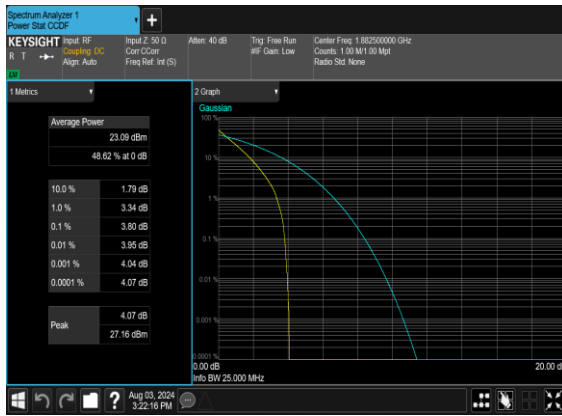 Spectrum Analyzer 1
Power Stat CCDF
KEYSIGHT
R T
LXI
Input: RF
Coupling: DC
Align: Auto
Input Z: 50 Ω
Corr CCorr
Freq Ref: Int (S)
Atten: 40 dB
Trig: Free Run
#IF Gain: Low
Center Freq: 1.882500000 GHz
Counts: 1.00 M/1.00 Mpt
Radio Std: None
1 Metrics
Average Power
23.09 dBm
48.62 % at 0 dB
10.0 % 1.79 dB
1.0 % 3.34 dB
0.1 % 3.80 dB
0.01 % 3.95 dB
0.001 % 4.04 dB
0.0001 % 4.07 dB
Peak
4.07 dB
27.16 dBm
2 Graph
Gaussian
100 %
10 %
1 %
0.1 %
0.01 %
0.001 %
0.0001 %
0.00 dB
20.00 d
Info BW 25.000 MHz
?
Aug 03, 2024
3:22:16 PM